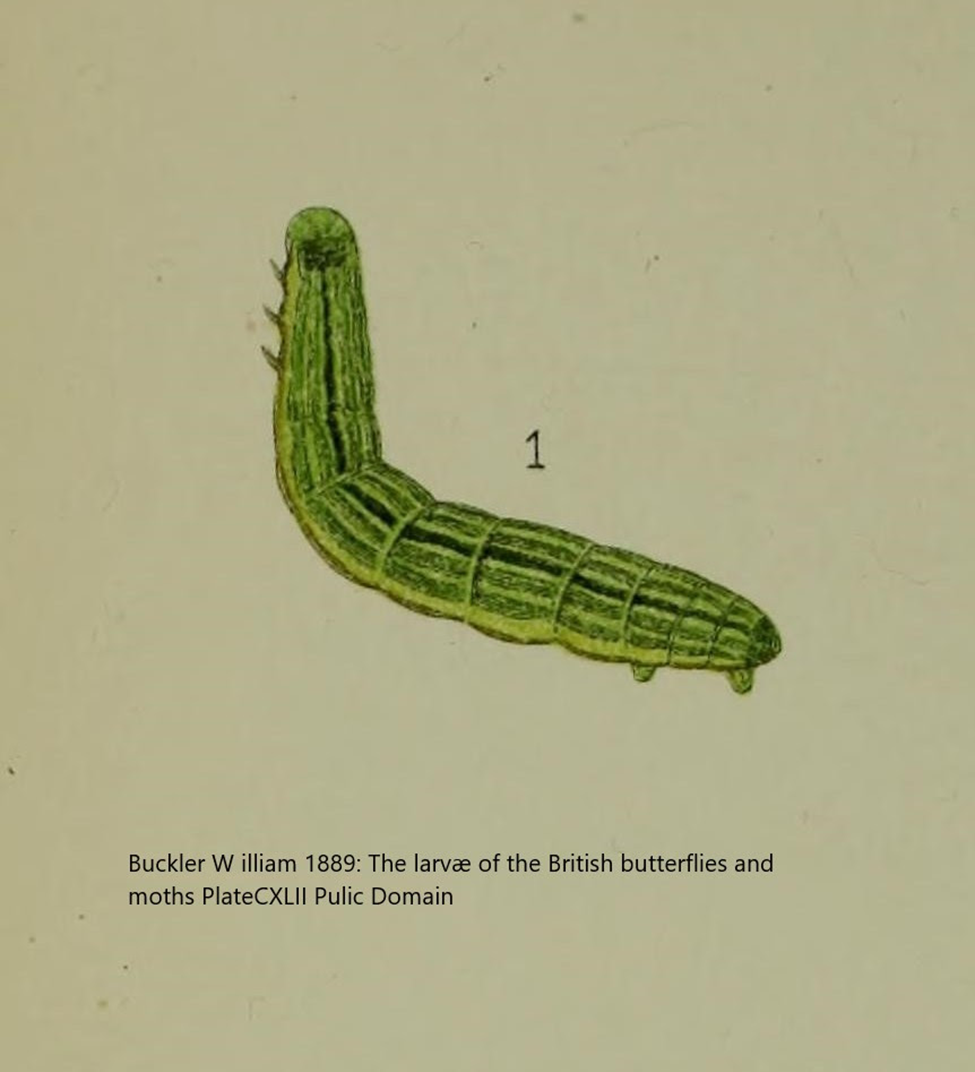 1
Buckler W illiam 1889: The larvæ of the British butterflies and
moths PlateCXLII Pulic Domain